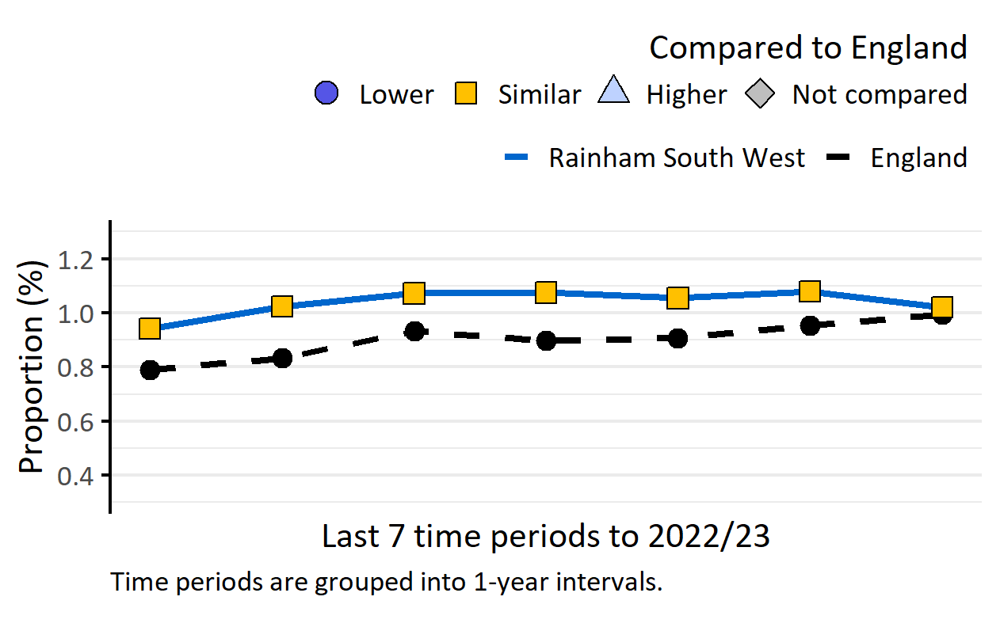 Compared to England
Lower Similar Higher Not compared
Rainham South West England
Proportion (%)
1.2
1.0
0.8
0.6
0.4
Last 7 time periods to 2022/23
Time periods are grouped into 1-year intervals.